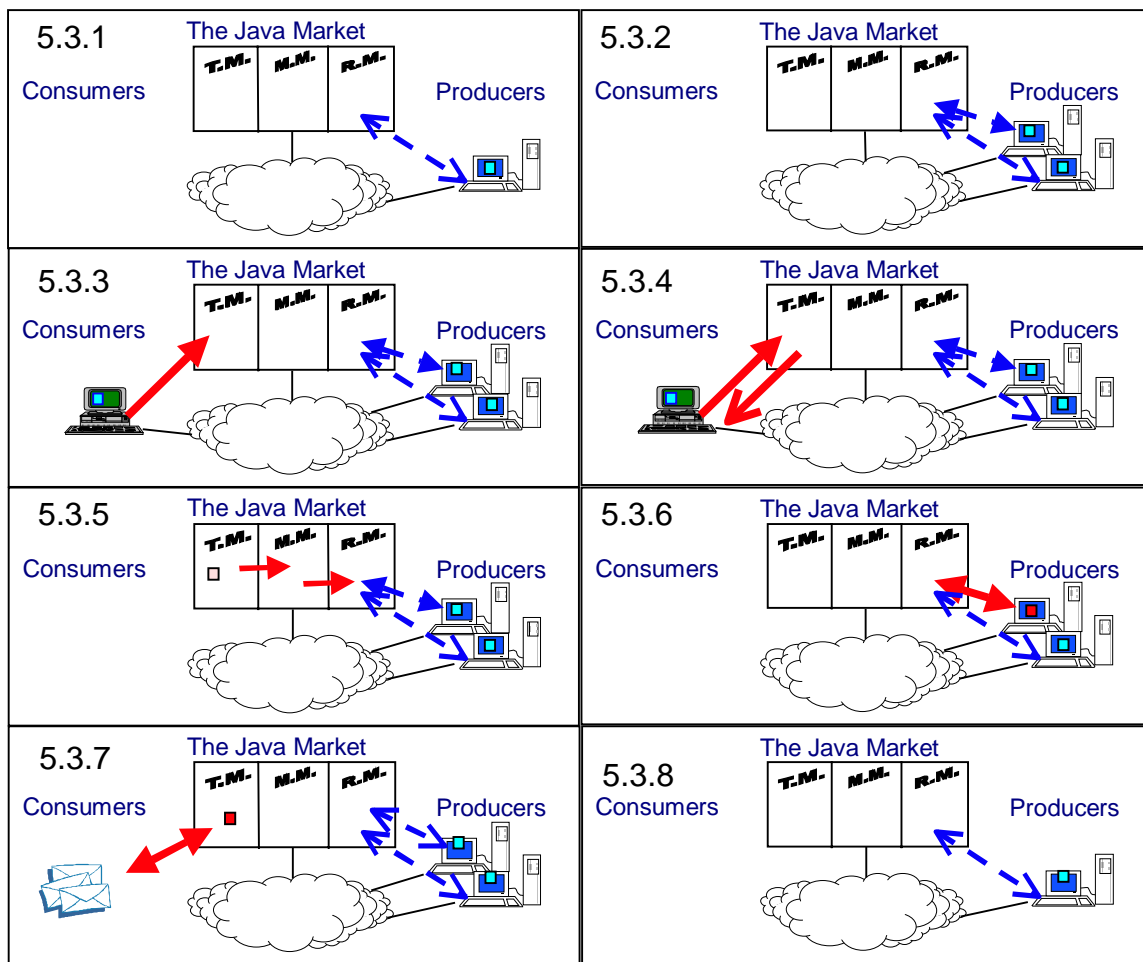 5.3.1
The Java Market
T.M. M.M. R.M.
Consumers
Producers
5.3.2
The Java Market
T.M. M.M. R.M.
Consumers
Producers
5.3.3
The Java Market
T.M. M.M. R.M.
Consumers
Producers
5.3.4
The Java Market
T.M. M.M. R.M.
Consumers
Producers
5.3.5
The Java Market
T.M. M.M. R.M.
Consumers
Producers
5.3.6
The Java Market
T.M. M.M. R.M.
Consumers
Producers
5.3.7
The Java Market
T.M. M.M. R.M.
Consumers
Producers
5.3.8
The Java Market
T.M. M.M. R.M.
Consumers
Producers